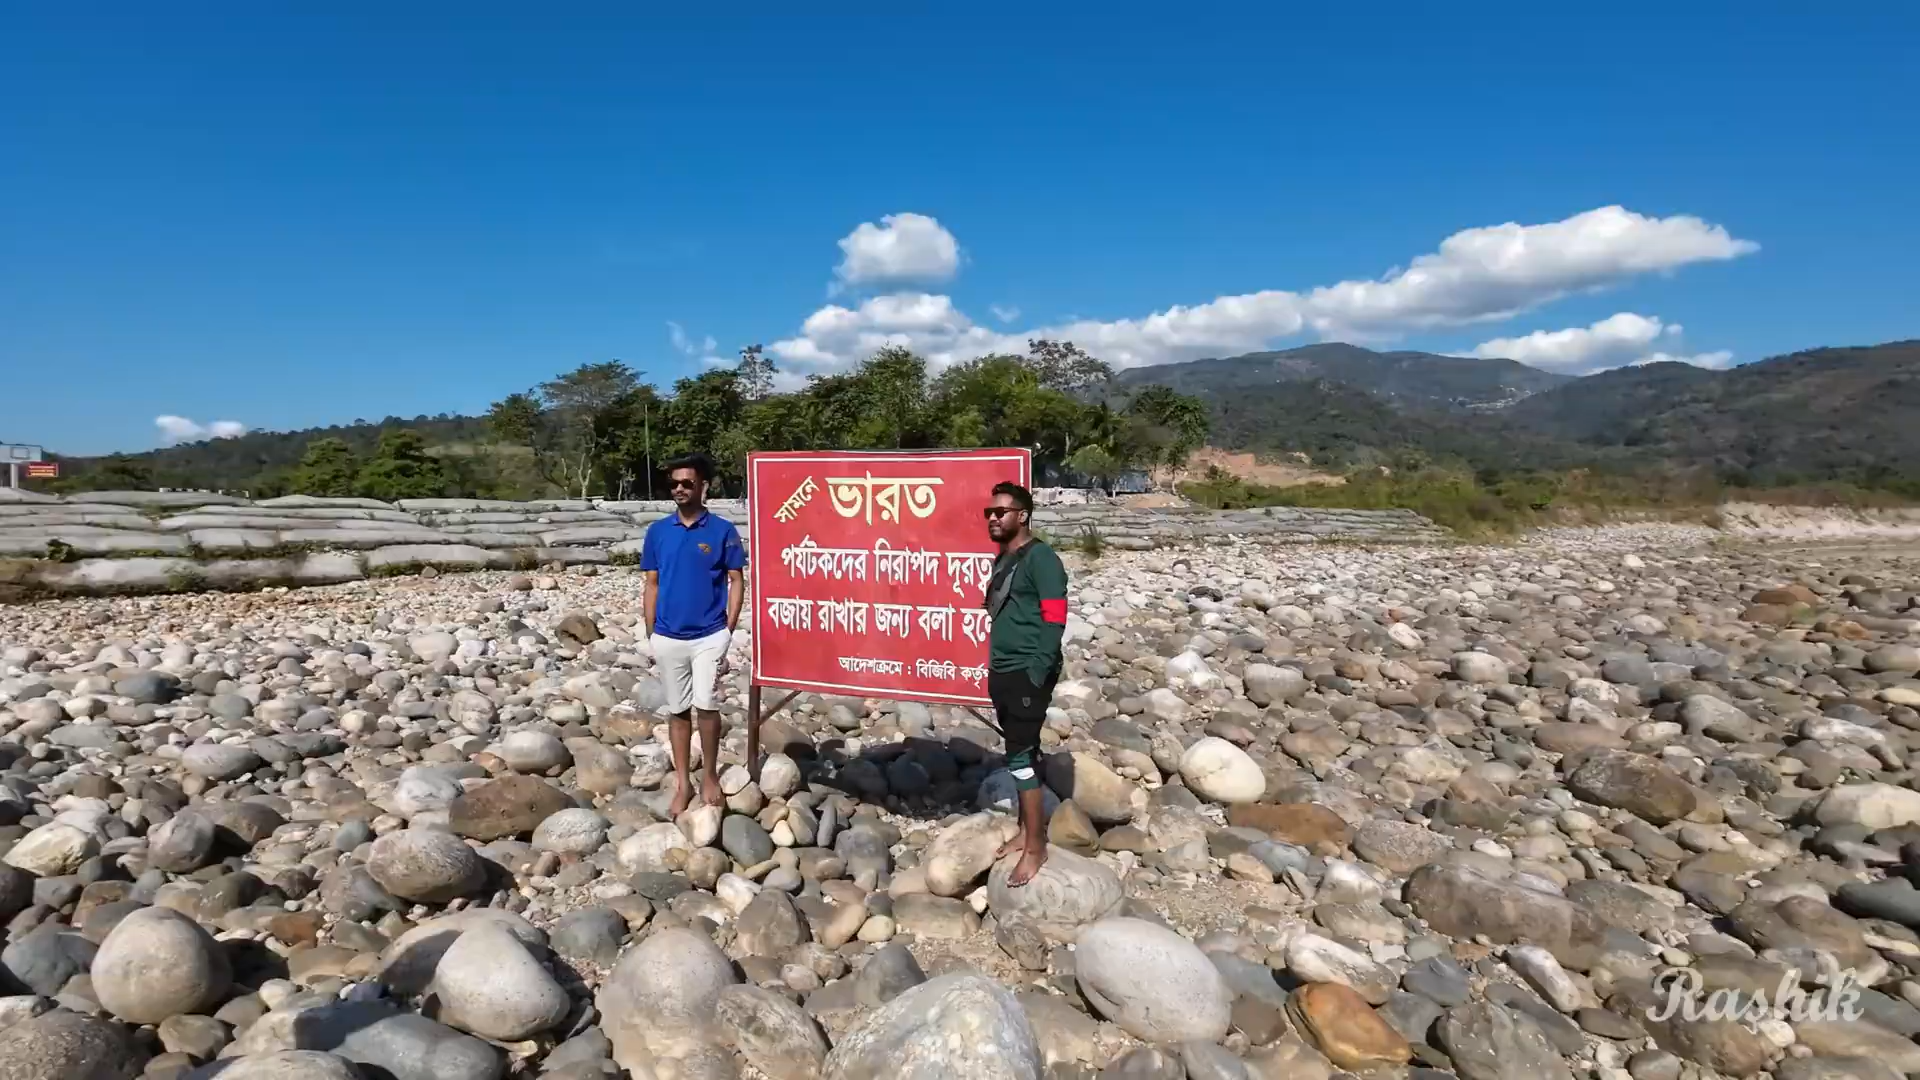 সামনে ভারত
পর্যটকদের নিরাপদ দূরত্ব
বজায় রাখার জন্য বলা
আদেশক্রমে : বিজিবি
Rashik